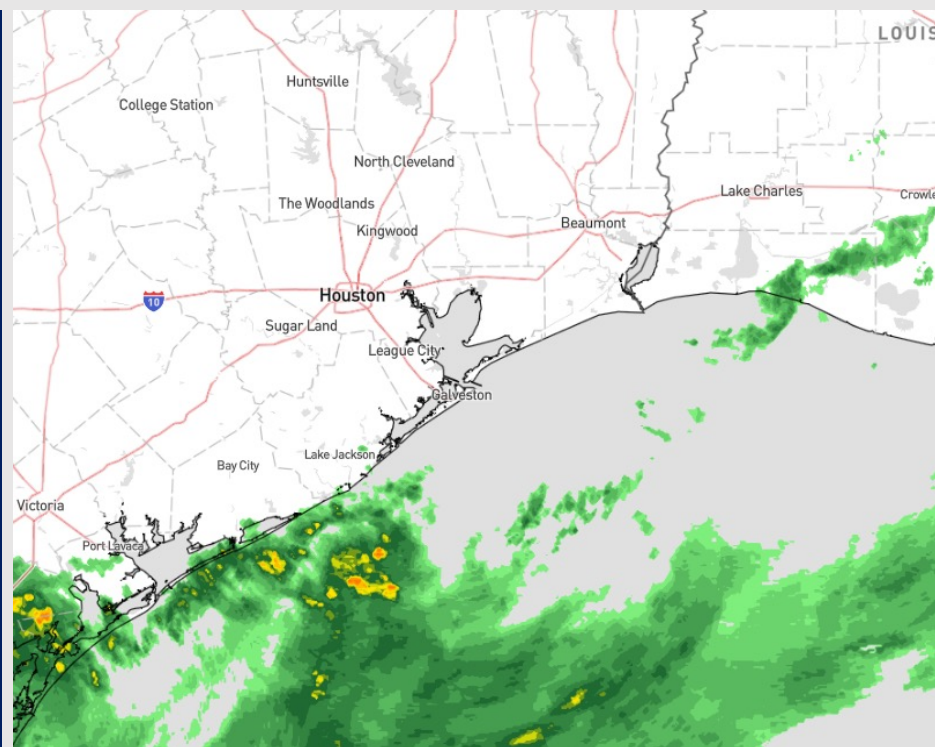 LOUIS
Huntsville
College Station
North Cleveland
Lake Charles
Crowle
The Woodlands
Beaumont
Kingwood
Houston
10
Sugar Land
League City
Galveston
Lake Jackson
Bay City
Victoria
Port Lavaca